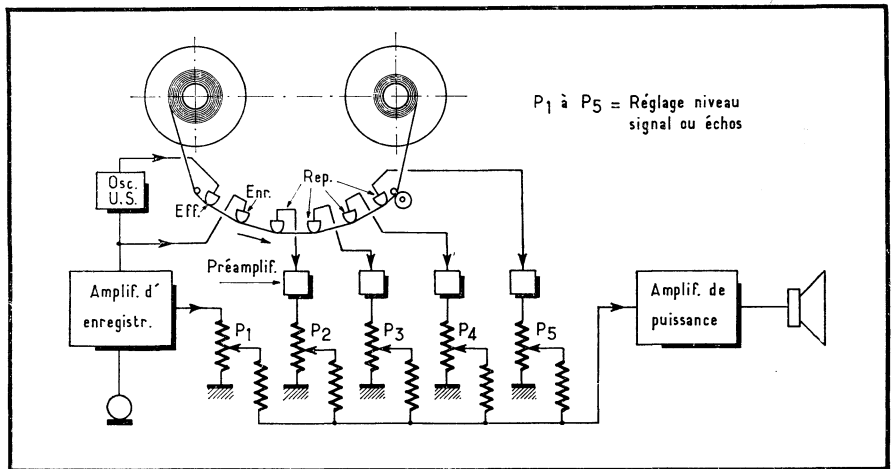 P1 à P5 = Réglage niveau
signal ou échos
Osc.
U.S.
Eff.
Enr.
Rep.
Préamplif.
Amplif. d'
enregistr.
P1
P2
P3
P4
P5
Amplif. de
puissance